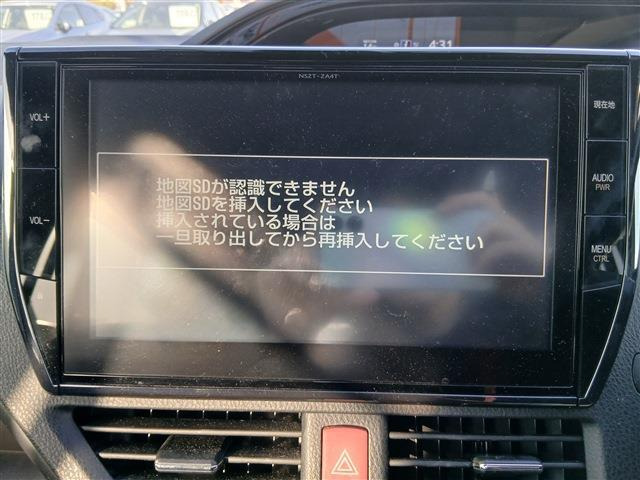 4:31
NSZT-ZA4T
VOL+
現在地
地図SDが認識できません
地図SDを挿入してください
挿入されている場合は
一旦取り出してから再挿入してください
AUDIO
PWR
VOL-
MENU
CTRL